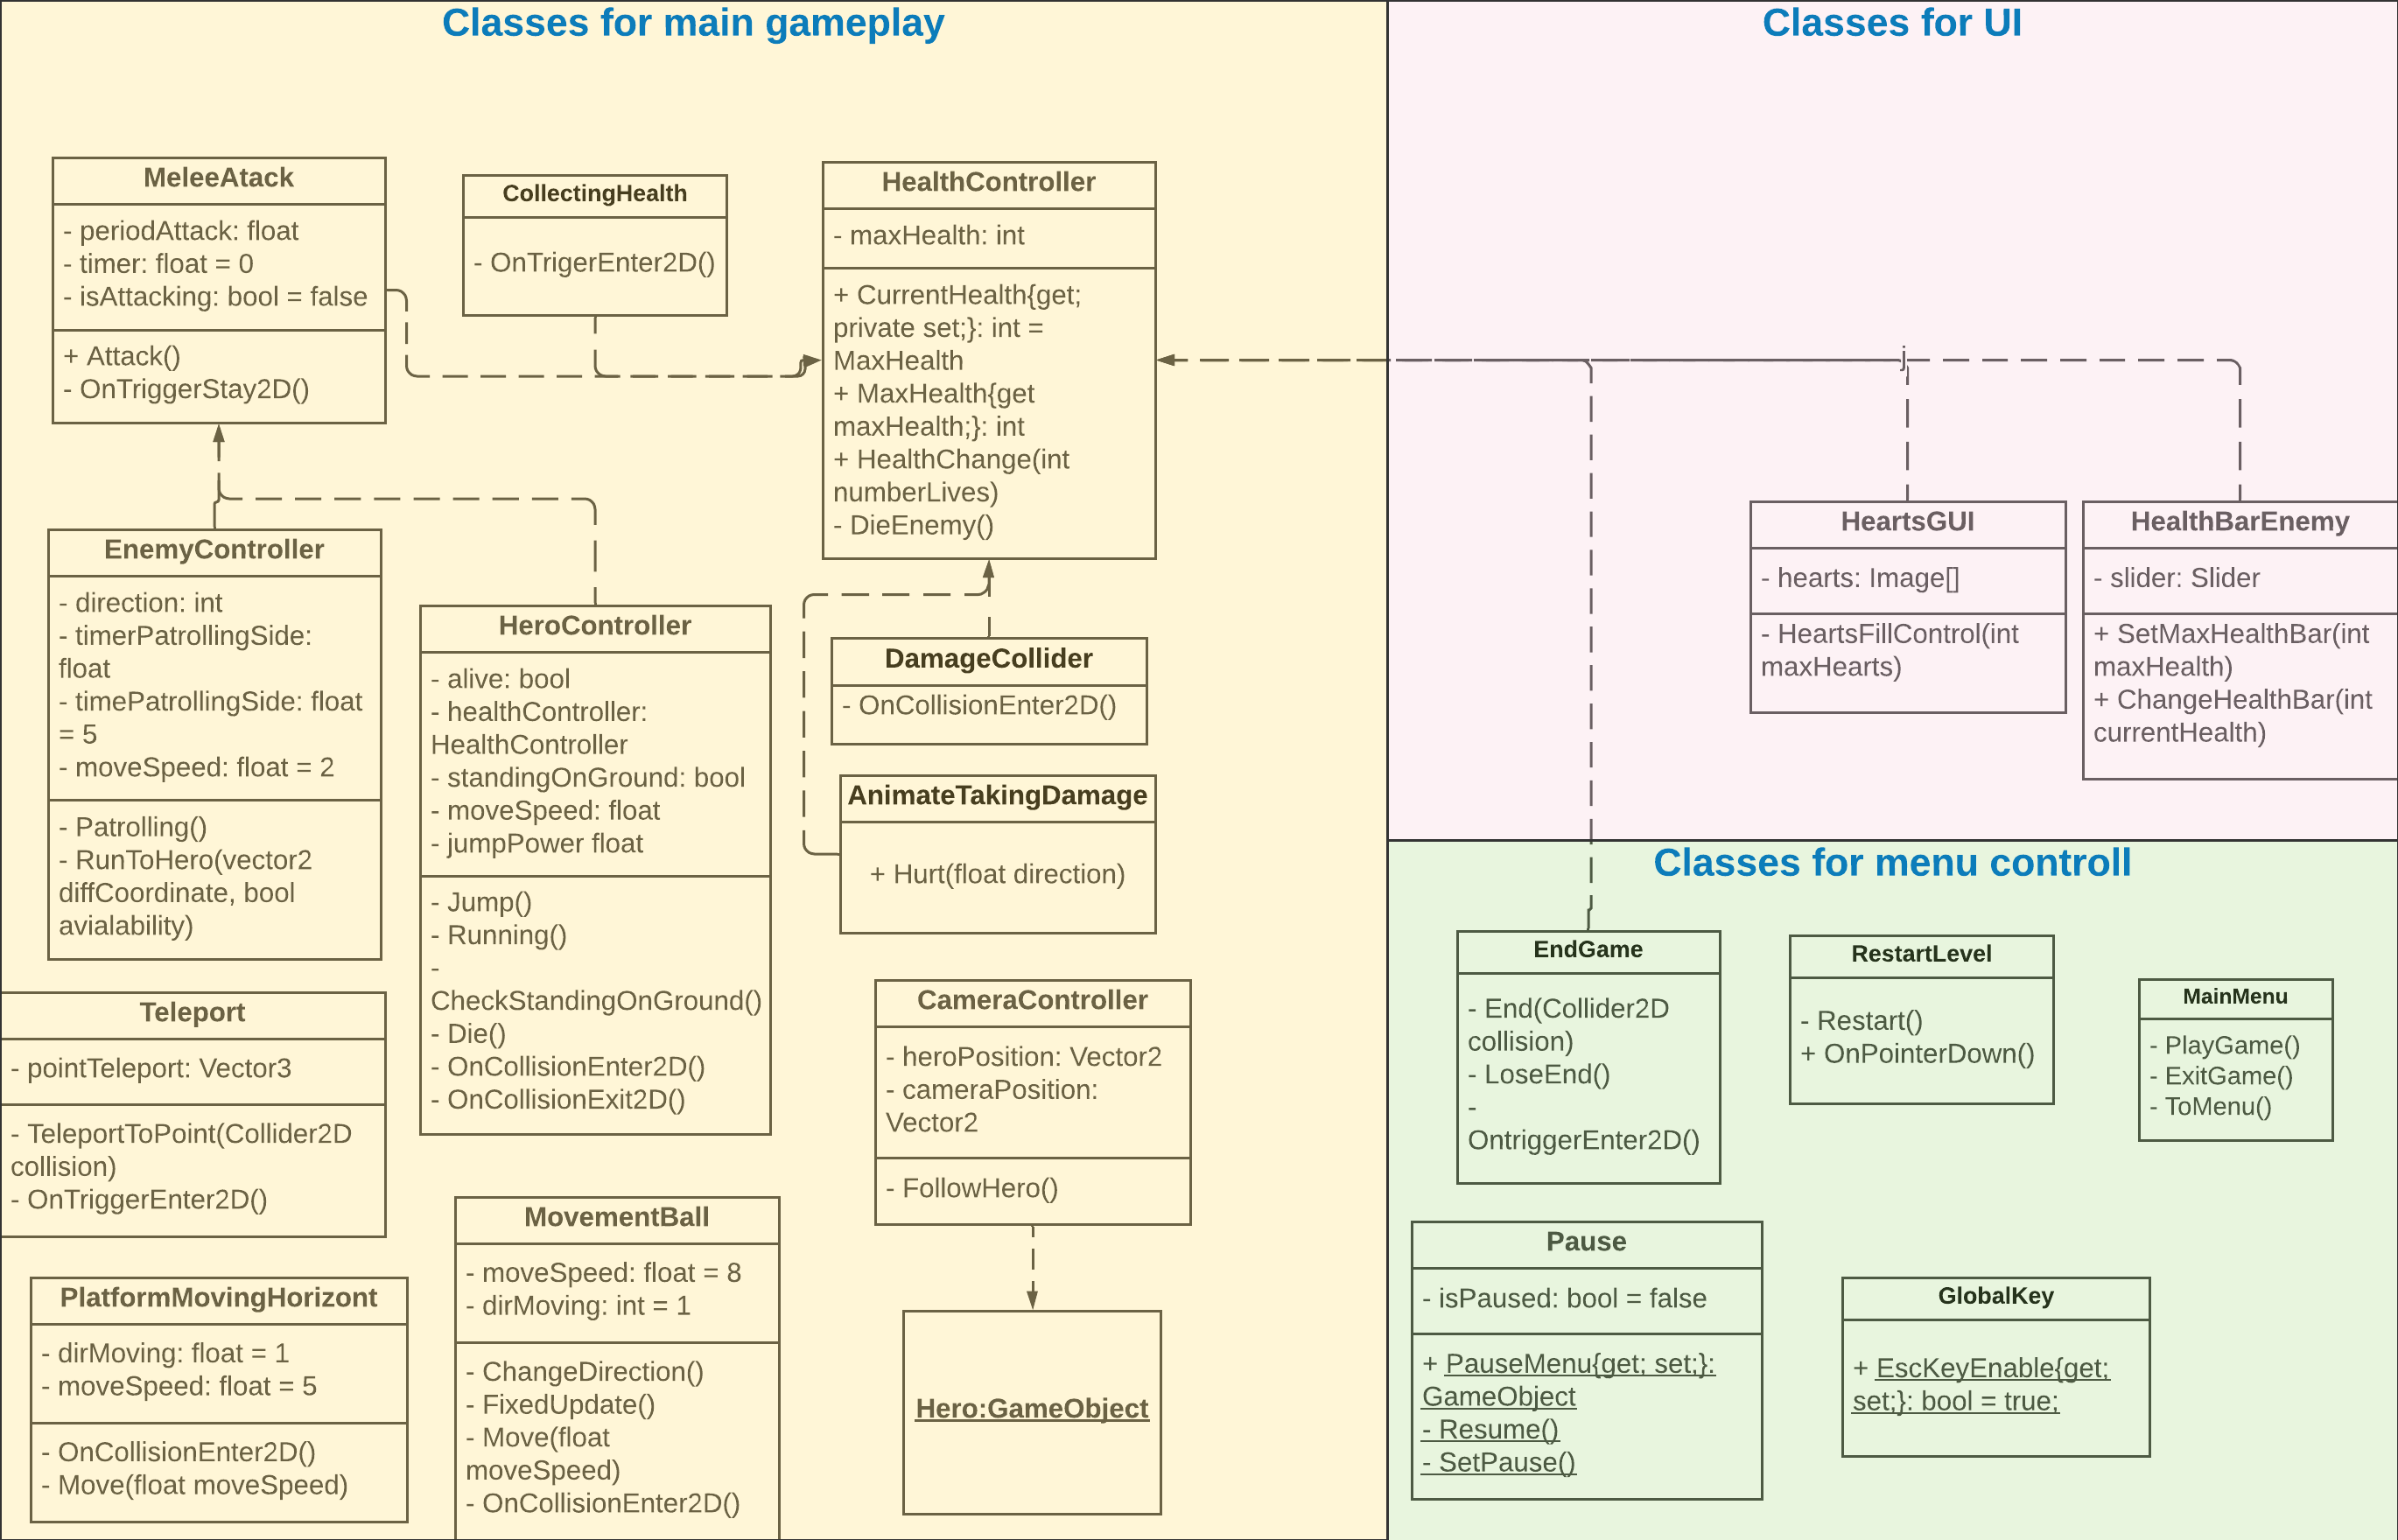 Classes for main gameplay
MeleeAtack
- periodAttack: float
- timer: float = 0
- isAttacking: bool = false
+ Attack()
- OnTriggerStay2D()
CollectingHealth
- OnTrigerEnter2D()
HealthController
- maxHealth: int
+ CurrentHealth{get;
private set;}: int =
MaxHealth
+ MaxHealth{get
maxHealth;}: int
+ HealthChange(int
numberLives)
- DieEnemy()
EnemyController
- direction: int
- timerPatrollingSide:
float
- timePatrollingSide: float
= 5
- moveSpeed: float = 2
- Patrolling()
- RunToHero(vector2
diffCoordinate, bool
avialability)
HeroController
- alive: bool
- healthController:
HealthController
- standingOnGround: bool
- moveSpeed: float
- jumpPower float
- Jump()
- Running()
-
CheckStandingOnGround()
- Die()
- OnCollisionEnter2D()
- OnCollisionExit2D()
DamageCollider
- OnCollisionEnter2D()
AnimateTakingDamage
+ Hurt(float direction)
Teleport
- pointTeleport: Vector3
- TeleportToPoint(Collider2D
collision)
- OnTriggerEnter2D()
CameraController
- heroPosition: Vector2
- cameraPosition:
Vector2
- FollowHero()
PlatformMovingHorizont
- dirMoving: float = 1
- moveSpeed: float = 5
- OnCollisionEnter2D()
- Move(float moveSpeed)
MovementBall
- moveSpeed: float = 8
- dirMoving: int = 1
- ChangeDirection()
- FixedUpdate()
- Move(float
moveSpeed)
- OnCollisionEnter2D()
Hero:GameObject
Classes for UI
HeartsGUI
- hearts: Image[]
- HeartsFillControl(int
maxHearts)
HealthBarEnemy
- slider: Slider
+ SetMaxHealthBar(int
maxHealth)
+ ChangeHealthBar(int
currentHealth)
Classes for menu controll
EndGame
- End(Collider2D
collision)
- LoseEnd()
-
OntriggerEnter2D()
RestartLevel
- Restart()
+ OnPointerDown()
MainMenu
- PlayGame()
- ExitGame()
- ToMenu()
Pause
- isPaused: bool = false
+ PauseMenu{get; set;}:
GameObject
- Resume()
- SetPause()
GlobalKey
+ EscKeyEnable{get;
set;}: bool = true;